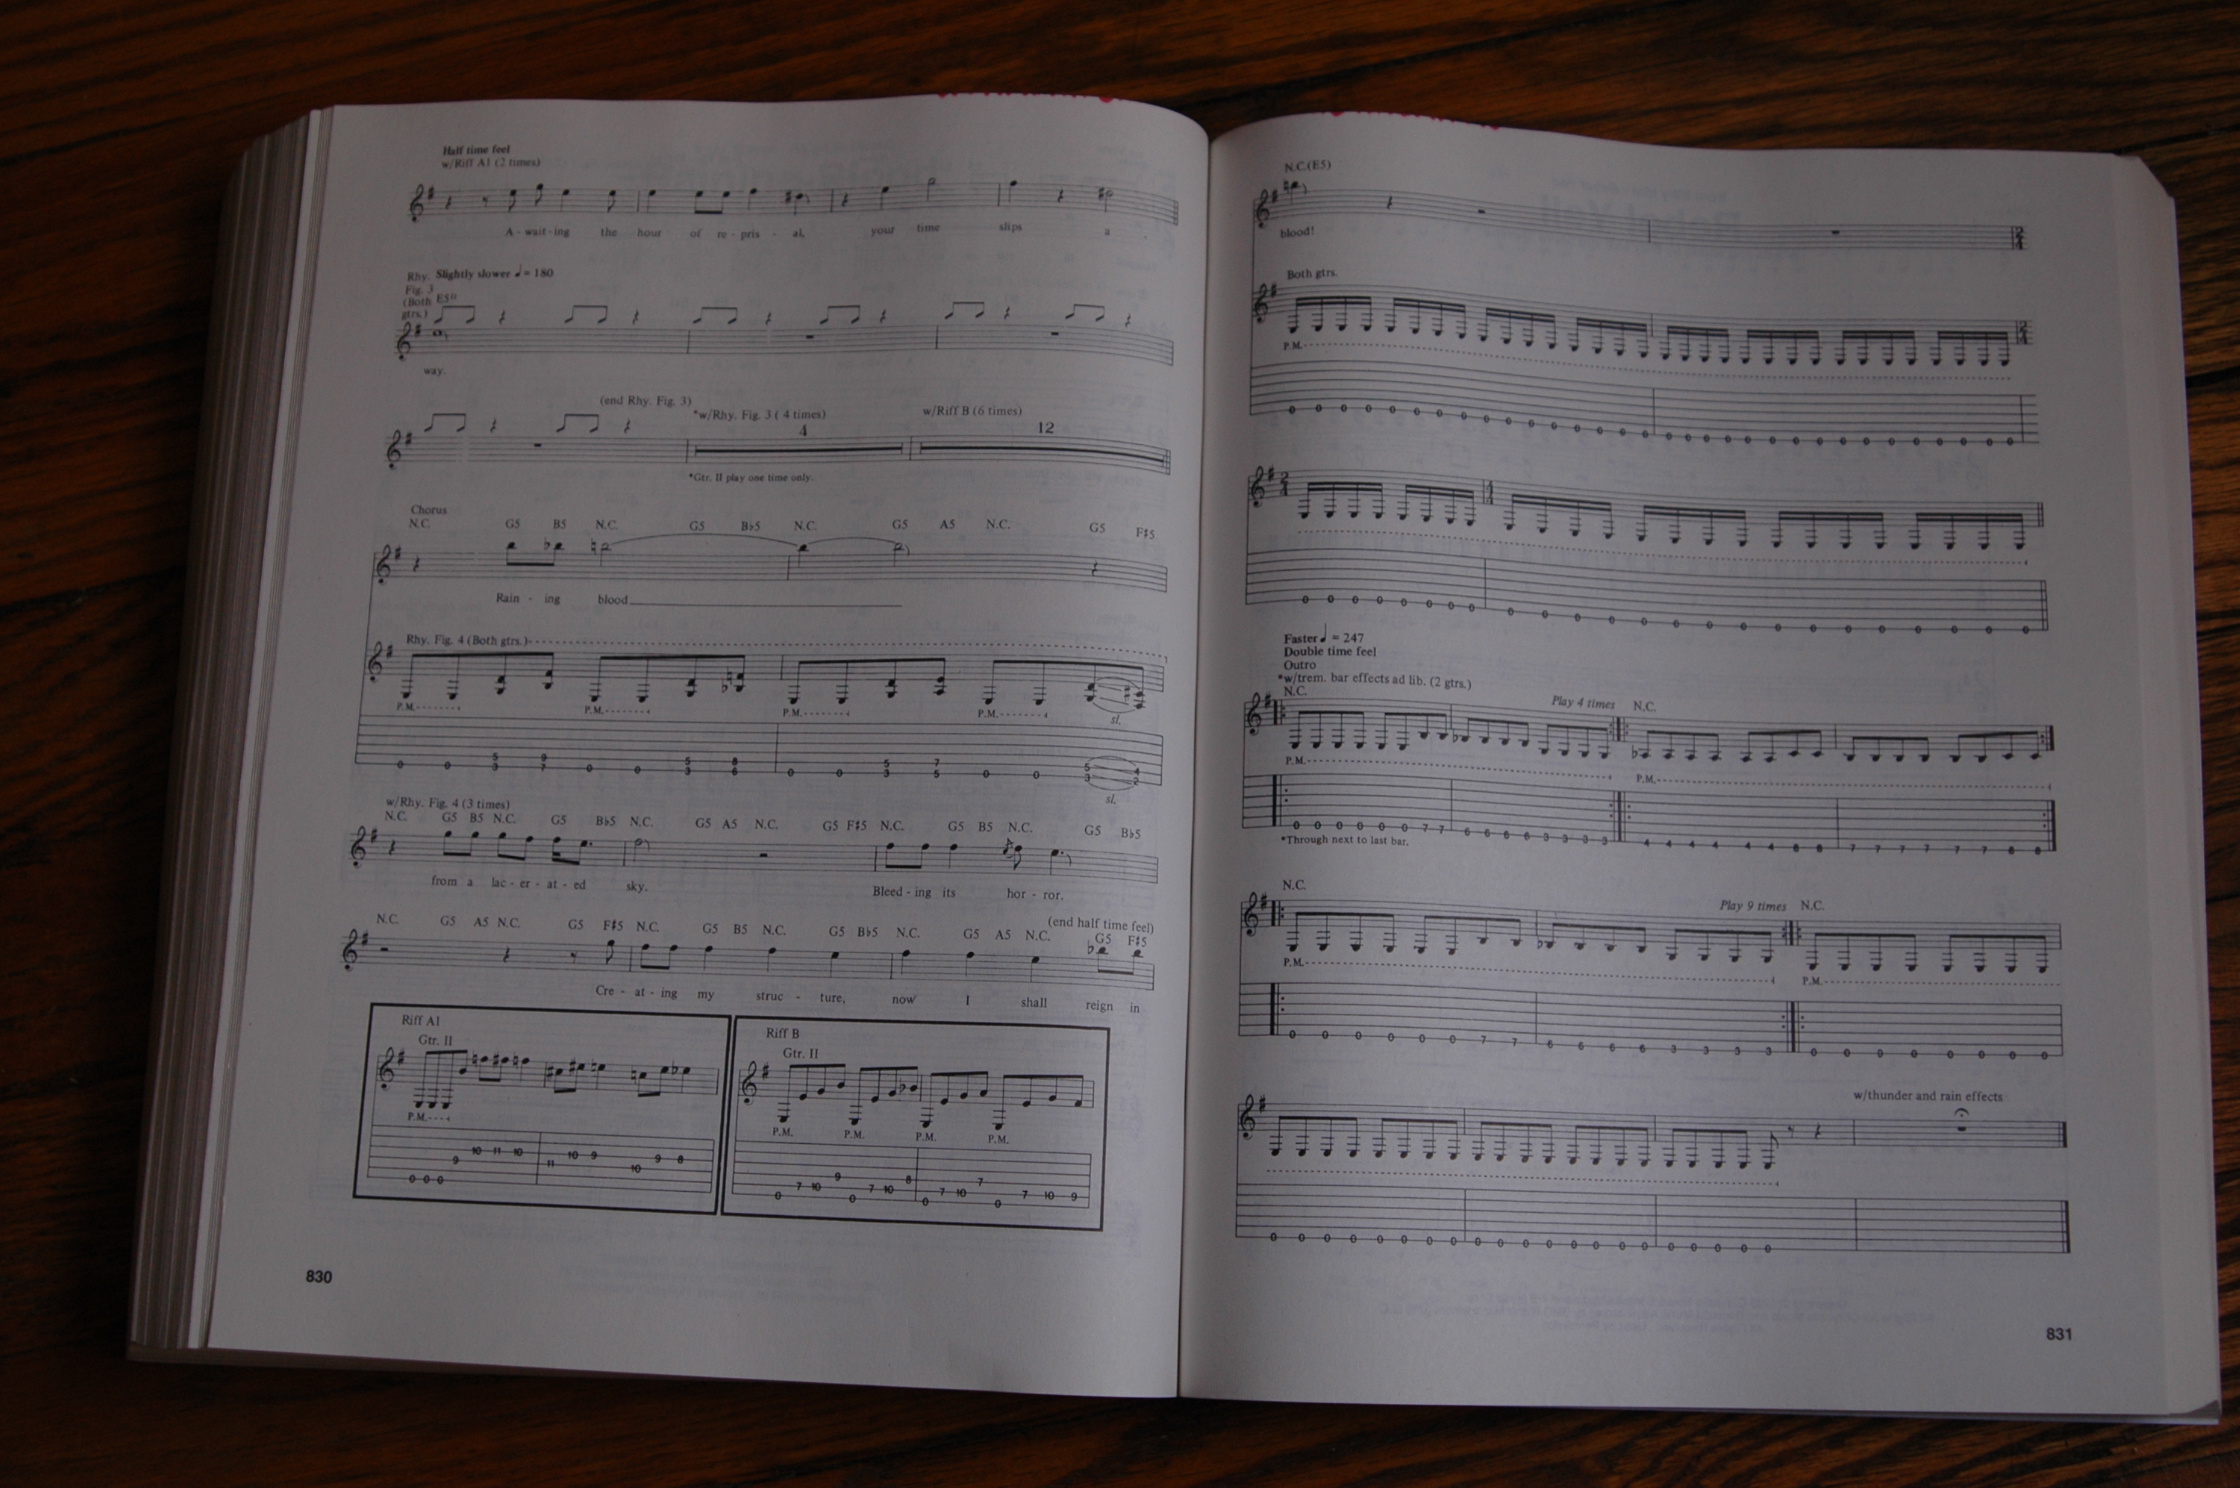 Half time feel
w/Riff A1 (2 times)
A - wait - ing the hour of re - pris - al, your time slips a
Rhy. Fig. 3 (Both gtrs.)
Slightly slower ♩= 180
E5
way.
(end Rhy. Fig. 3)
*w/Rhy. Fig. 3 ( 4 times)
w/Riff B (6 times)
4
12
*Gtr. II play one time only.
Chorus
N.C. G5 B5 N.C. G5 B♭5 N.C. G5 A5 N.C. G5 F♯5
Rain - ing blood
Rhy. Fig. 4 (Both gtrs.)
P.M. P.M. P.M. P.M. sl.
0 0 5 3 9 7 0 0 5 3 8 6 0 0 5 3 7 5 0 0 5 3 4 2
sl.
w/Rhy. Fig. 4 (3 times)
N.C. G5 B5 N.C. G5 B♭5 N.C. G5 A5 N.C. G5 F♯5 N.C. G5 B5 N.C. G5 B♭5
from a lac - er - at - ed sky. Bleed - ing its hor - ror.
(end half time feel)
N.C. G5 A5 N.C. G5 F♯5 N.C. G5 B5 N.C. G5 B♭5 N.C. G5 A5 N.C. G5 F♯5
Cre - at - ing my struc - ture, now I shall reign in
Riff A1
Gtr. II
P.M.
0 0 0 9 10 11 10 11 10 9 10 9 8
Riff B
Gtr. II
P.M. P.M. P.M. P.M.
0 7 10 9 0 7 10 8 0 7 10 7 0 7 10 9
830
N.C.(E5)
blood!
2 4
Both gtrs.
2 4
P.M.
0 0 0 0 0 0 0 0 0 0 0 0 0 0 0 0 0 0 0 0 0 0 0 0 0 0 0 0 0 0 0 0
2 4 4 4
0 0 0 0 0 0 0 0 0 0 0 0 0 0 0 0 0 0 0 0 0 0 0 0
Faster ♩ = 247
Double time feel
Outro
*w/trem. bar effects ad lib. (2 gtrs.)
N.C. Play 4 times N.C.
P.M. P.M.
0 0 0 0 0 0 7 7 6 6 6 6 3 3 3 3 4 4 4 4 4 4 8 8 7 7 7 7 7 7 8 8
*Through next to last bar.
N.C. Play 9 times N.C.
P.M. P.M.
0 0 0 0 0 0 7 7 6 6 6 6 3 3 3 3 0 0 0 0 0 0 0 0
w/thunder and rain effects
0 0 0 0 0 0 0 0 0 0 0 0 0 0 0 0 0 0 0 0 0
831